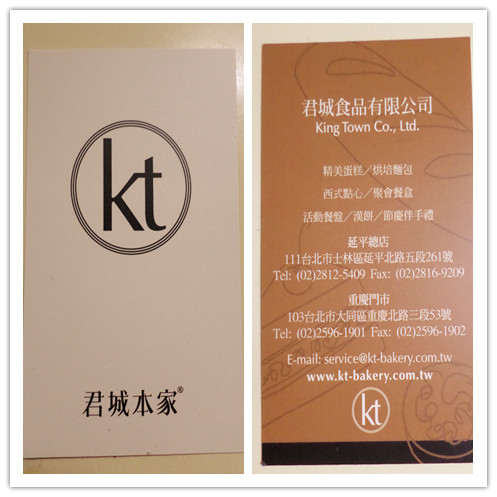 kt
君城本家®
君城食品有限公司
King Town Co., Ltd.
精美蛋糕／烘培麵包
西式點心／聚會餐盒
活動餐盤／漢餅／節慶伴手禮
延平總店
111台北市士林區延平北路五段261號
Tel: (02)2812-5409 Fax: (02)2816-9209
重慶門市
103台北市大同區重慶北路三段53號
Tel: (02)2596-1901 Fax: (02)2596-1902
E-mail: service@kt-bakery.com.tw
www.kt-bakery.com.tw
kt